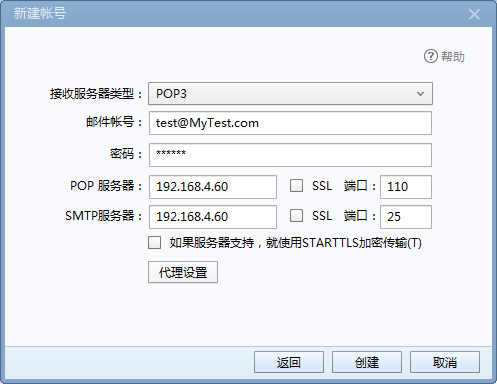 新建帐号
帮助
接收服务器类型： POP3
邮件帐号： test@MyTest.com
密码： ******
POP 服务器： 192.168.4.60 SSL 端口： 110
SMTP服务器： 192.168.4.60 SSL 端口： 25
如果服务器支持，就使用STARTTLS加密传输(T)
代理设置
返回 创建 取消